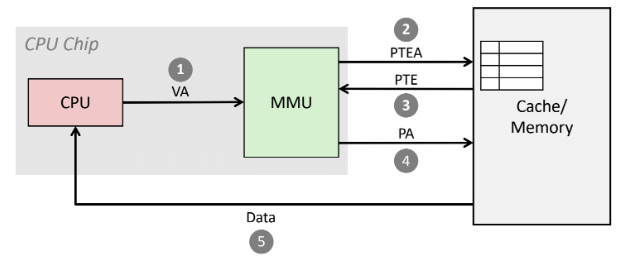 CPU Chip
1
VA
CPU
MMU
2
PTEA
PTE
3
PA
4
Cache/
Memory
Data
5